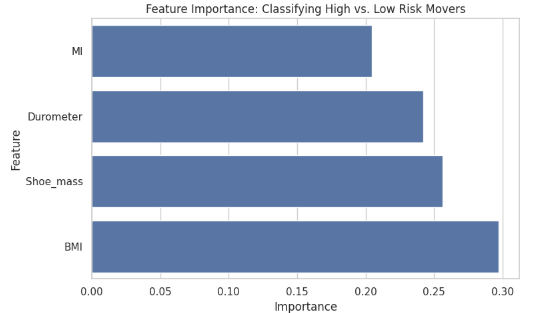 Feature Importance: Classifying High vs. Low Risk Movers
MI
Durometer
Shoe_mass
BMI
Feature
0.00 0.05 0.10 0.15 0.20 0.25 0.30
Importance